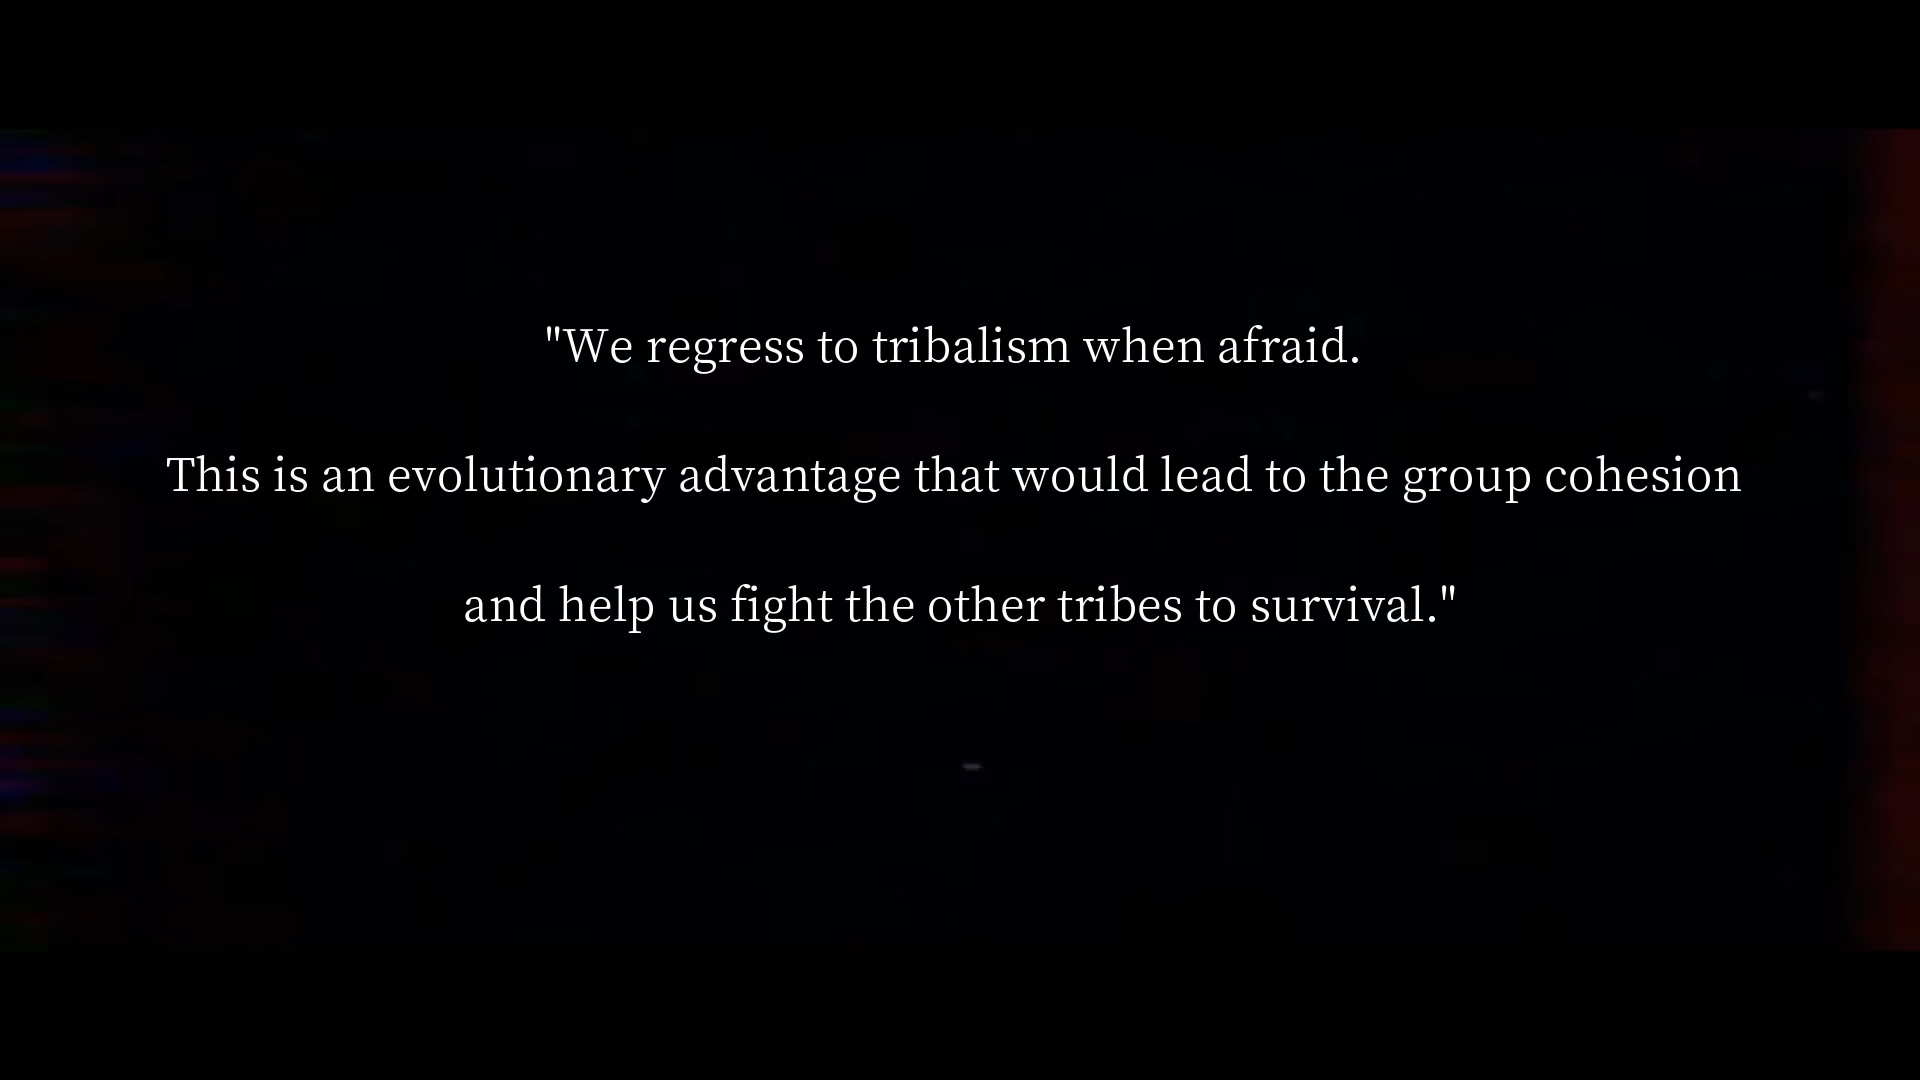 "We regress to tribalism when afraid.
This is an evolutionary advantage that would lead to the group cohesion
and help us fight the other tribes to survival."